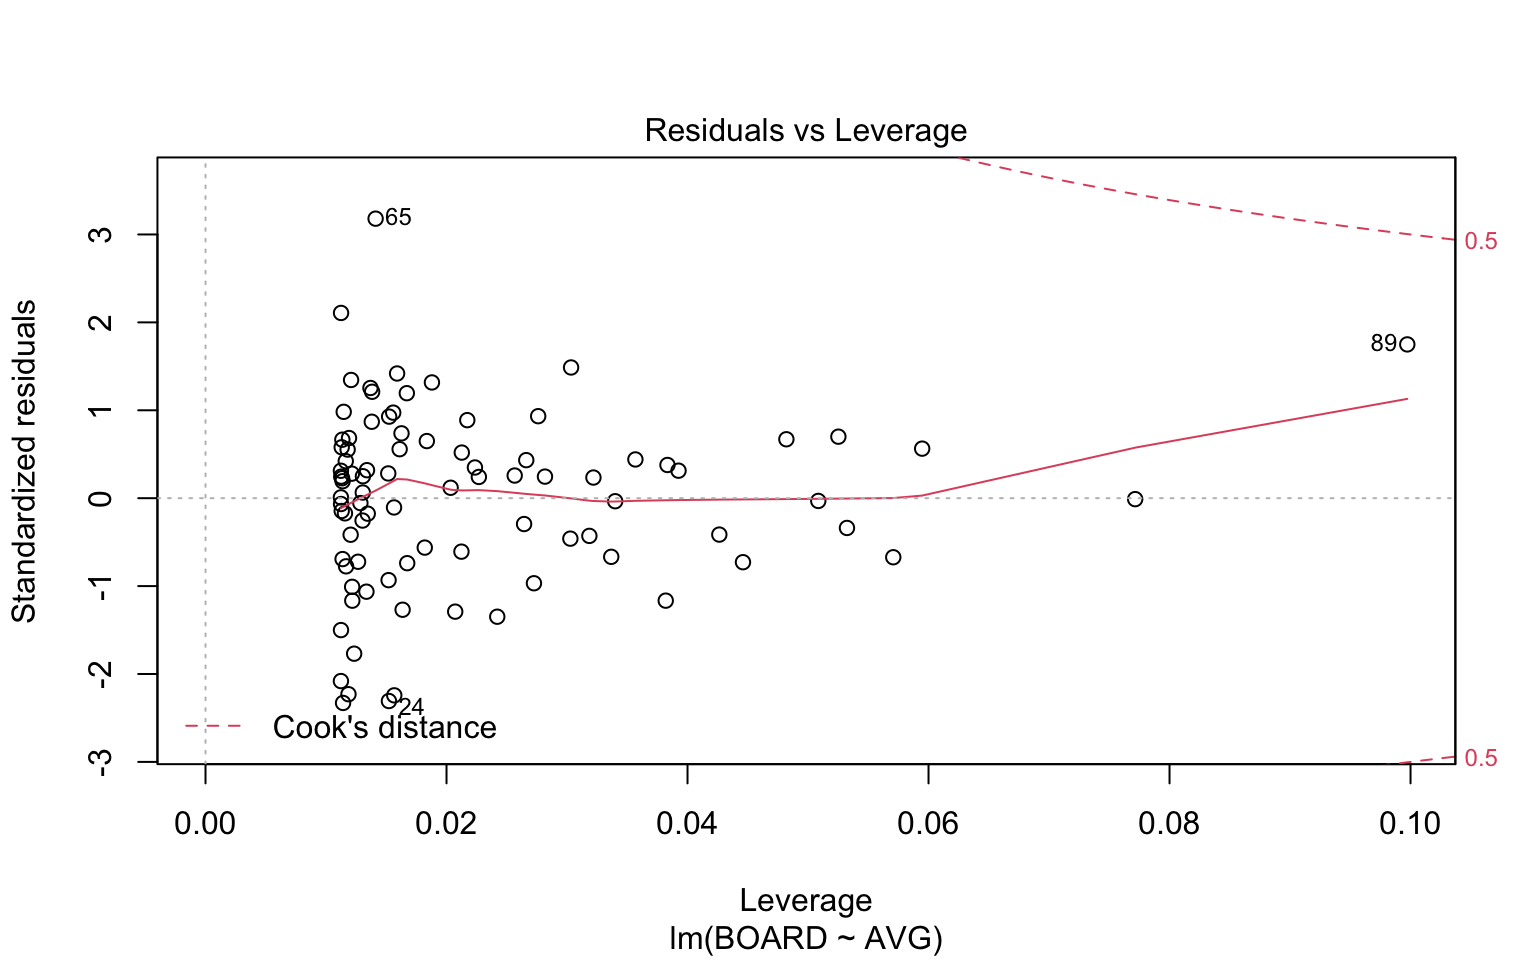 Residuals vs Leverage
Standardized residuals
3
2
1
0
-1
-2
-3
65
89
24
0.5
0.5
Cook's distance
0.00 0.02 0.04 0.06 0.08 0.10
Leverage
lm(BOARD ~ AVG)